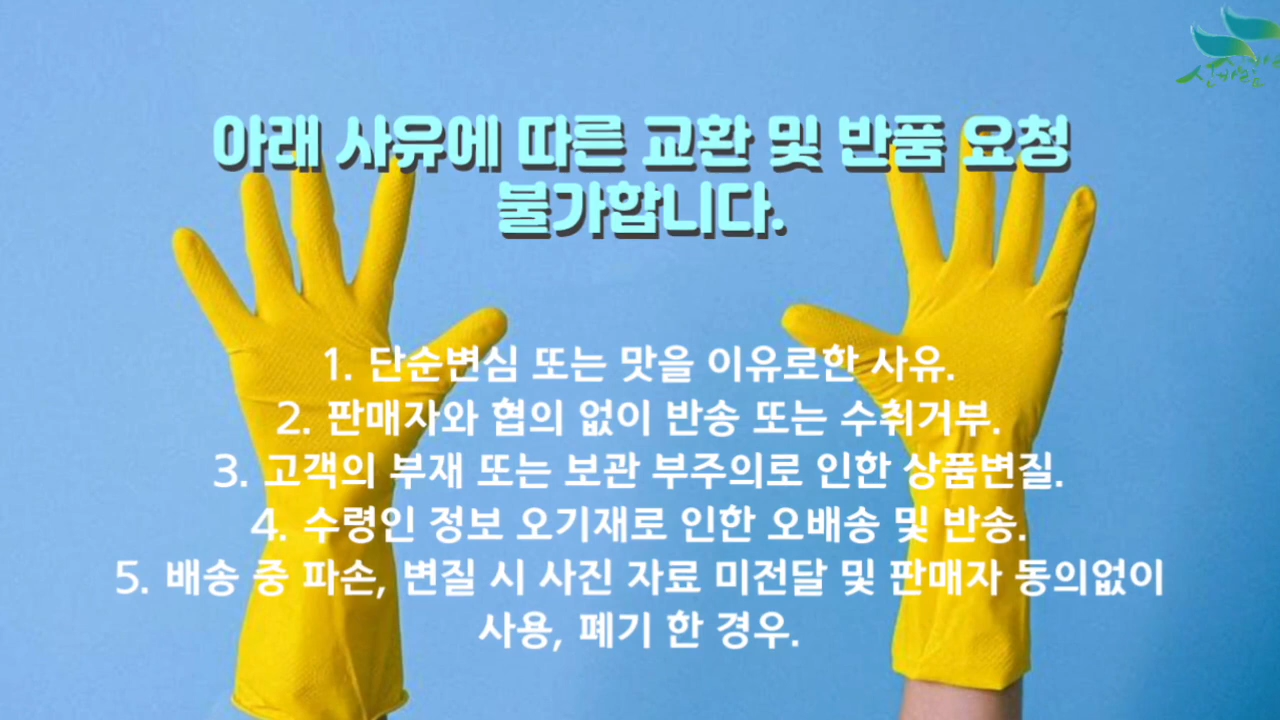 아래 사유에 따른 교환 및 반품 요청
불가합니다.
1. 단순변심 또는 맛을 이유로한 사유.
2. 판매자와 협의 없이 반송 또는 수취거부.
3. 고객의 부재 또는 보관 부주의로 인한 상품변질.
4. 수령인 정보 오기재로 인한 오배송 및 반송.
5. 배송 중 파손, 변질 시 사진 자료 미전달 및 판매자 동의없이
사용, 폐기 한 경우.